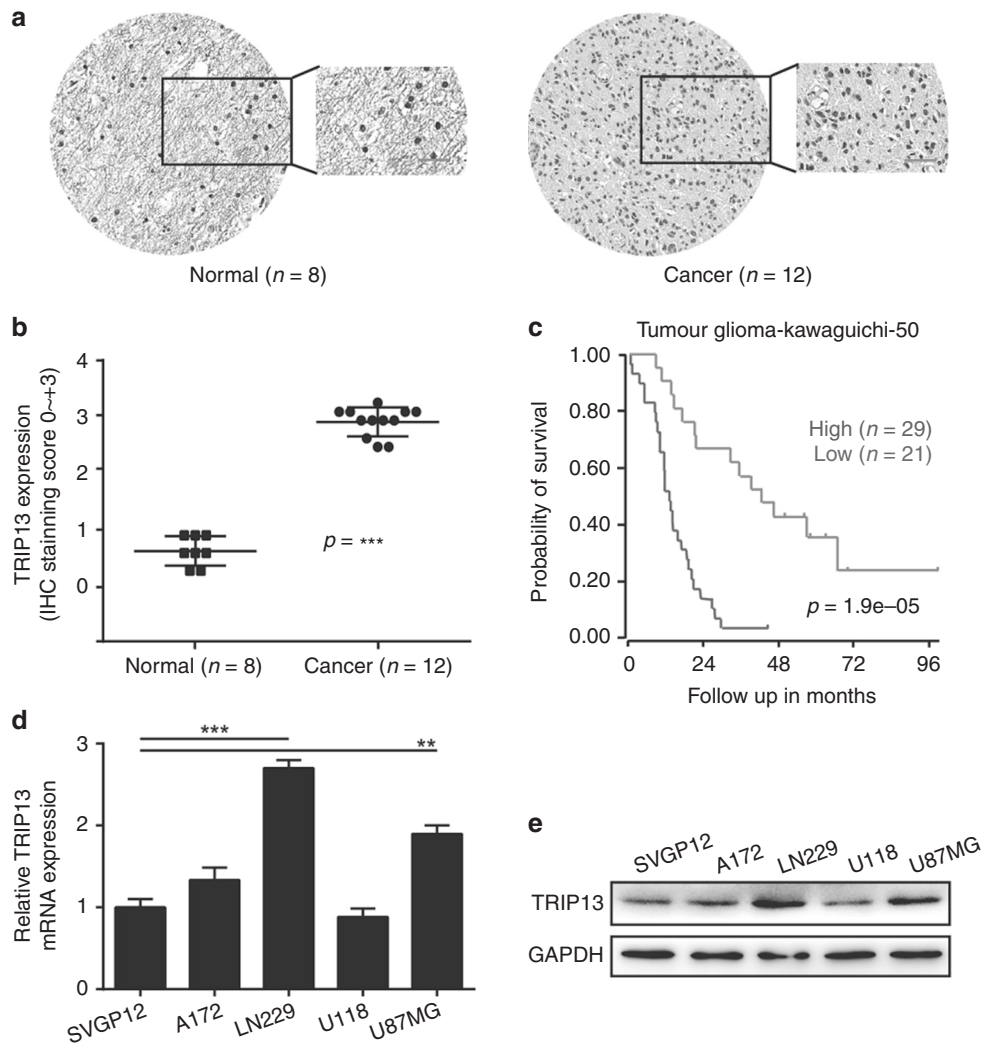 a
Normal (n = 8)
Cancer (n = 12)
b
TRIP13 expression
(IHC stainning score 0~+3)
4
3
2
1
0
p = ***
Normal (n = 8)
Cancer (n = 12)
c
Tumour glioma-kawaguichi-50
Probability of survival
1.00
0.80
0.60
0.40
0.20
0.00
High (n = 29)
Low (n = 21)
p = 1.9e–05
0 24 48 72 96
Follow up in months
d
Relative TRIP13
mRNA expression
3
2
1
0
***
**
SVGP12 A172 LN229 U118 U87MG
e
SVGP12 A172 LN229 U118 U87MG
TRIP13
GAPDH